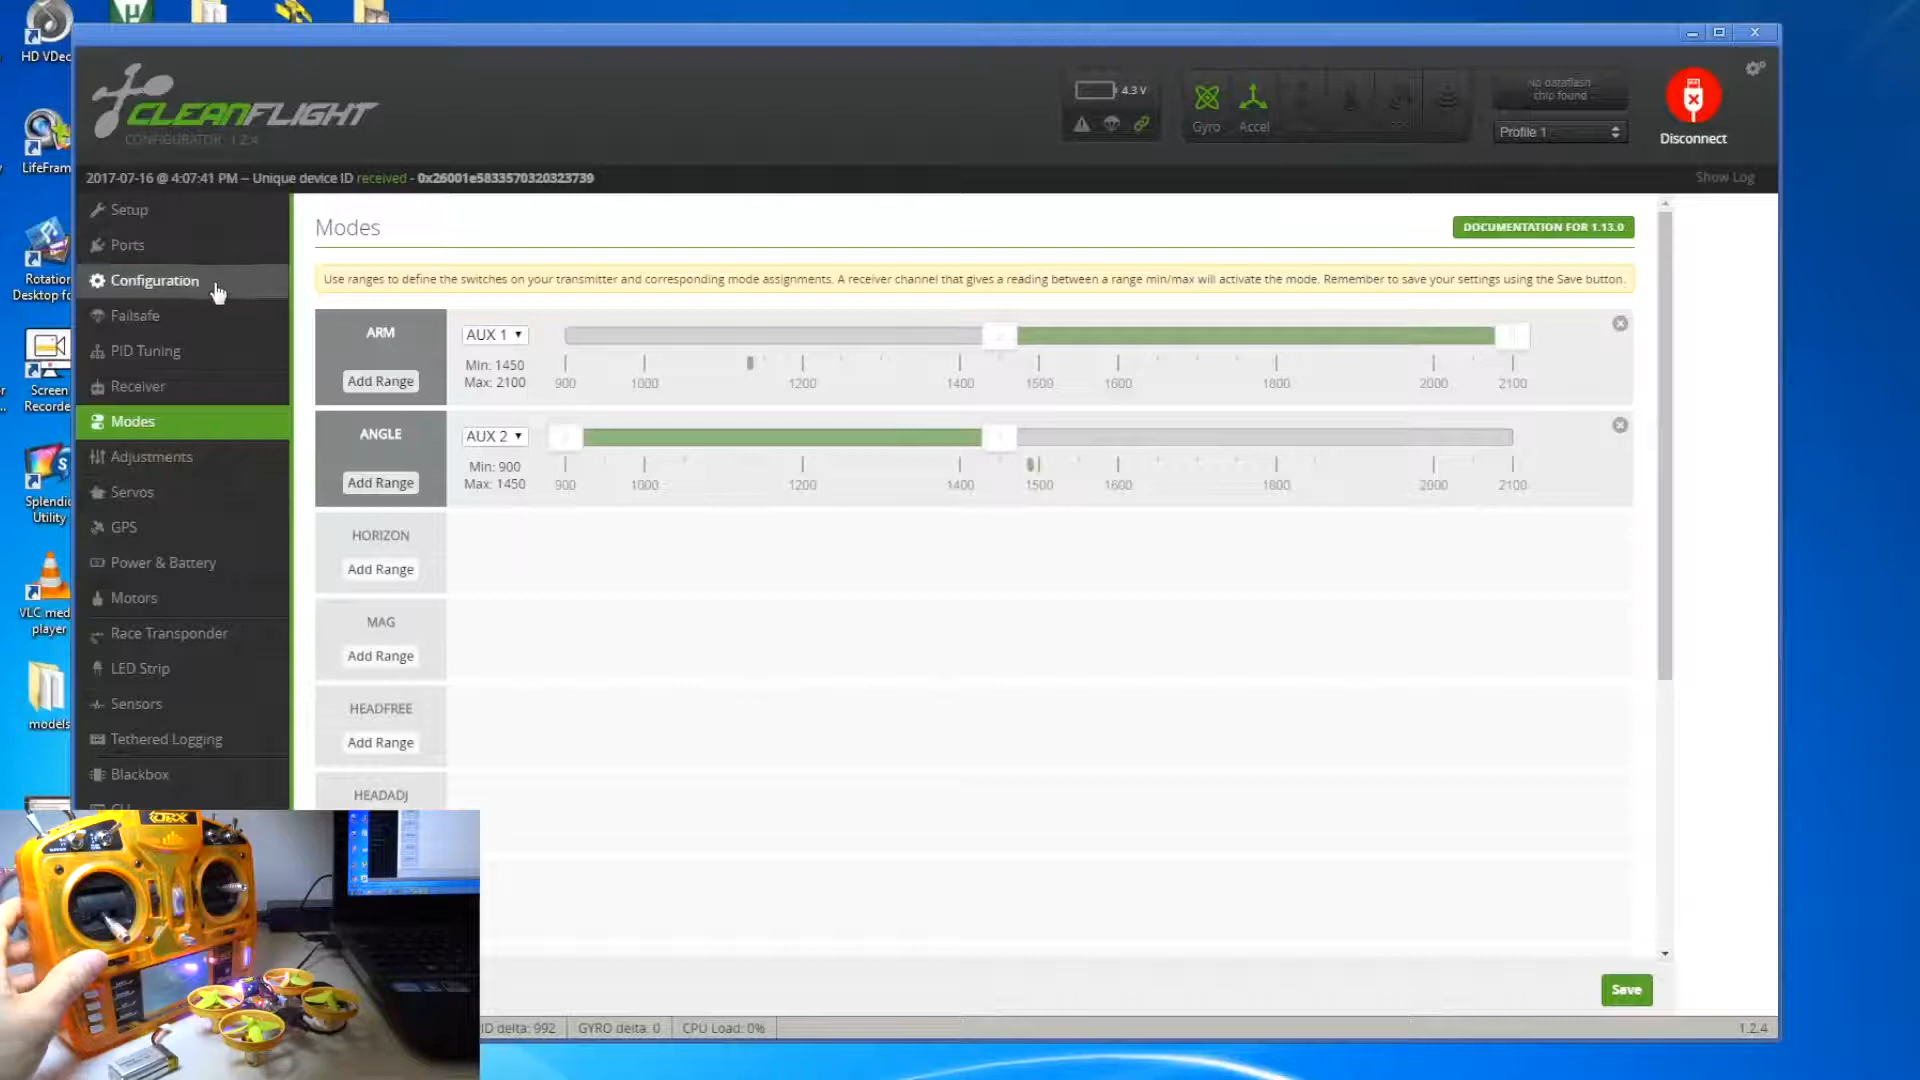 HD VDec
CLEANFLIGHT
CONFIGURATOR 1.2.4
4.3 V
Gyro
Accel
No dataflash
chip found
Profile 1
Disconnect
LifeFram
2017-07-16 @ 4:07:41 PM -- Unique device ID received - 0x26001e5833570320323739
Show Log
Setup
Ports
Configuration
Failsafe
PID Tuning
Receiver
Modes
Adjustments
Servos
GPS
Power & Battery
Motors
Race Transponder
LED Strip
Sensors
Tethered Logging
Blackbox
Rotation
Desktop fo
Screen
Recorde
Splendid
Utility
VLC med
player
models
Modes
DOCUMENTATION FOR 1.13.0
Use ranges to define the switches on your transmitter and corresponding mode assignments. A receiver channel that gives a reading between a range min/max will activate the mode. Remember to save your settings using the Save button.
ARM
Add Range
AUX 1
Min: 1450
Max: 2100
900 1000 1200 1400 1500 1600 1800 2000 2100
ANGLE
Add Range
AUX 2
Min: 900
Max: 1450
900 1000 1200 1400 1500 1600 1800 2000 2100
HORIZON
Add Range
MAG
Add Range
HEADFREE
Add Range
HEADADJ
Save
D delta: 992
GYRO delta: 0
CPU Load: 0%
1.2.4